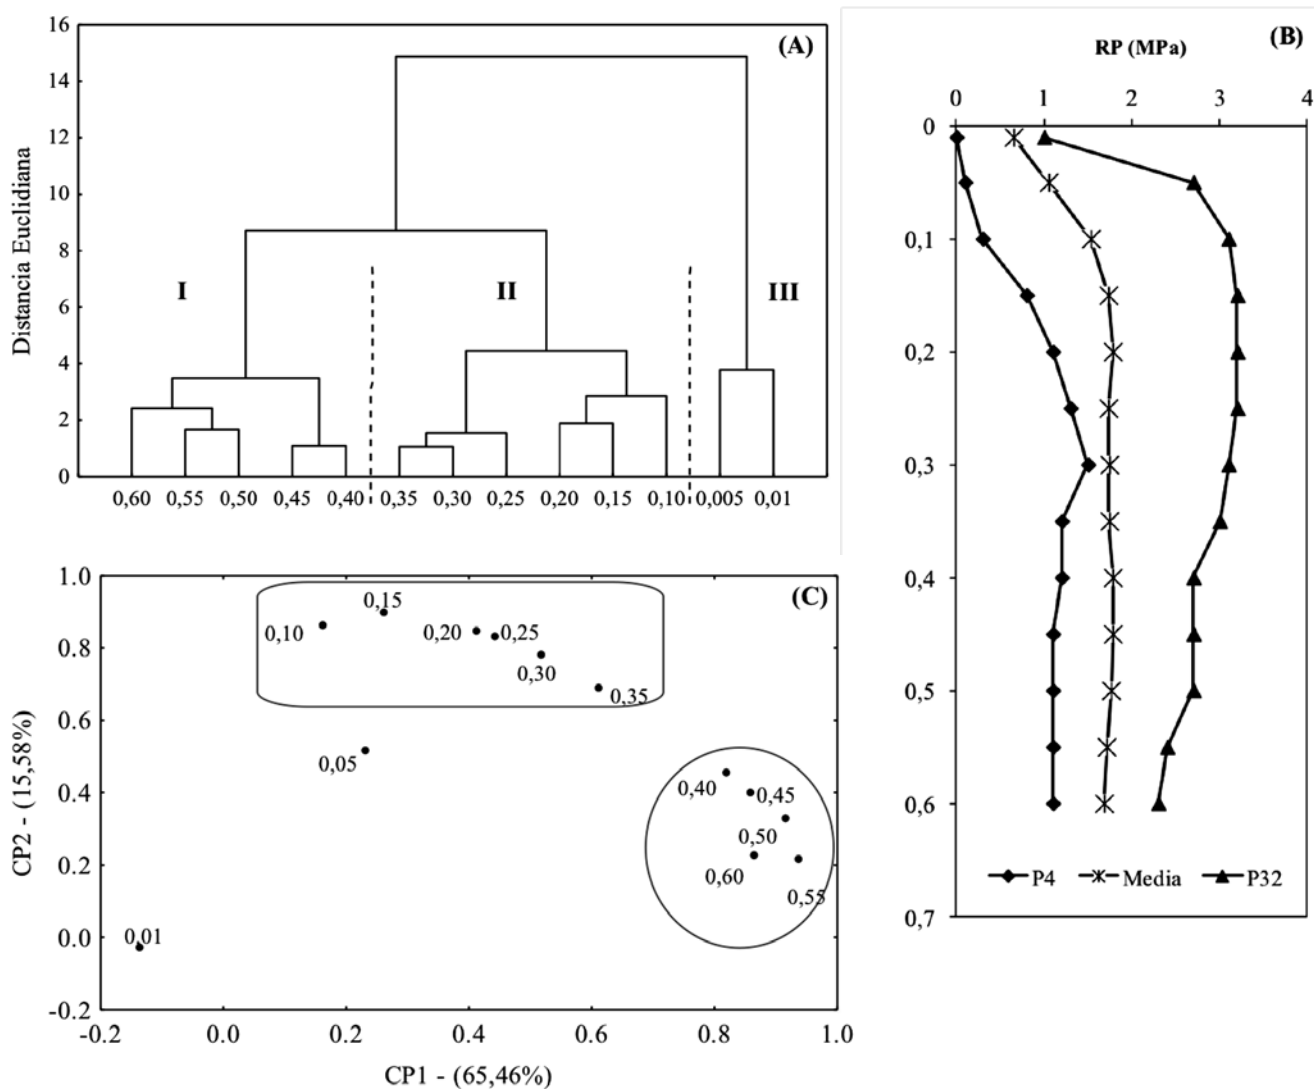 (A)
16
14
12
10
8
6
4
2
0
Distancia Euclidiana
I
II
III
0,60 0,55 0,50 0,45 0,40 0,35 0,30 0,25 0,20 0,15 0,10 0,005 0,01
(B)
RP (MPa)
0 1 2 3 4
0
0,1
0,2
0,3
0,4
0,5
0,6
0,7
P4 Media P32
(C)
1.0
0.8
0.6
0.4
0.2
0.0
-0.2
CP2 - (15,58%)
0,15
0,10
0,20
0,25
0,30
0,35
0,05
0,40
0,45
0,50
0,60
0,55
0,01
-0.2 0.0 0.2 0.4 0.6 0.8 1.0
CP1 - (65,46%)